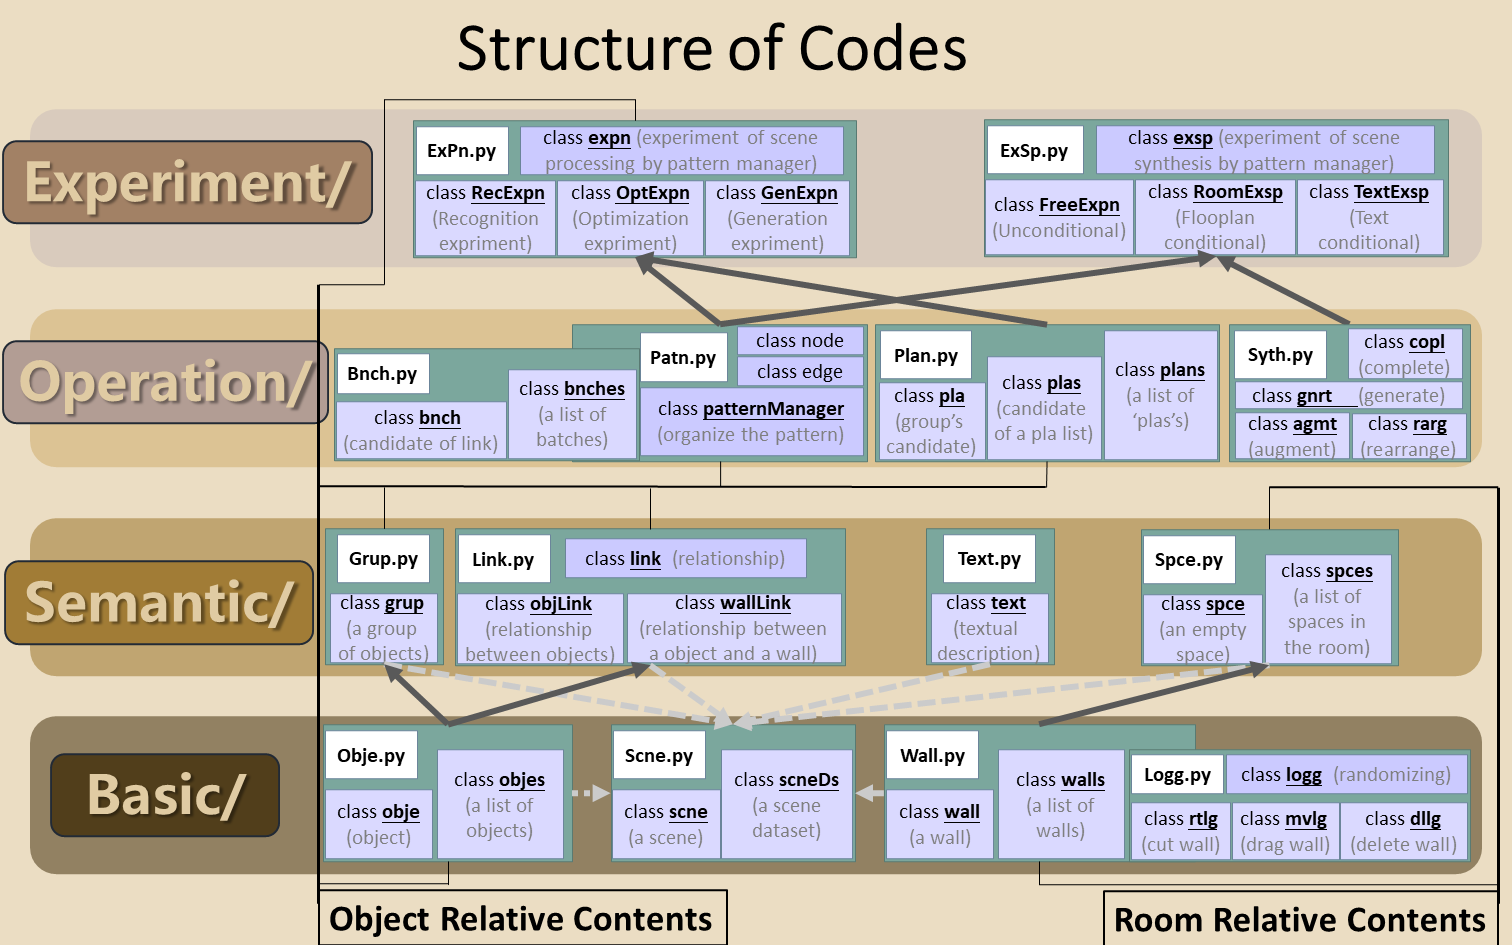 Structure of Codes
Experiment/
ExPn.py
class expn (experiment of scene
processing by pattern manager)
class RecExpn
(Recognition
expriment)
class OptExpn
(Optimization
expriment)
class GenExpn
(Generation
expriment)
ExSp.py
class exsp (experiment of scene
synthesis by pattern manager)
class FreeExpn
(Unconditional)
class RoomExsp
(Flooplan
conditional)
class TextExsp
(Text
conditional)
Operation/
Bnch.py
class bnch
(candidate of link)
class bnches
(a list of
batches)
Patn.py
class node
class edge
class patternManager
(organize the pattern)
Plan.py
class pla
(group's
candidate)
class plas
(candidate
of a pla list)
class plans
(a list of
'plas's)
Syth.py
class copl
(complete)
class gnrt (generate)
class agmt
(augment)
class rarg
(rearrange)
Semantic/
Grup.py
class grup
(a group
of objects)
Link.py
class link (relationship)
class objLink
(relationship
between objects)
class wallLink
(relationship between
a object and a wall)
Text.py
class text
(textual
description)
Spce.py
class spce
(an empty
space)
class spces
(a list of
spaces in
the room)
Basic/
Obje.py
class obje
(object)
class objes
(a list of
objects)
Scne.py
class scne
(a scene)
class scneDs
(a scene
dataset)
Wall.py
class wall
(a wall)
class walls
(a list of
walls)
Logg.py
class logg (randomizing)
class rtlg
(cut wall)
class mvlg
(drag wall)
class dllg
(delete wall)
Object Relative Contents
Room Relative Contents